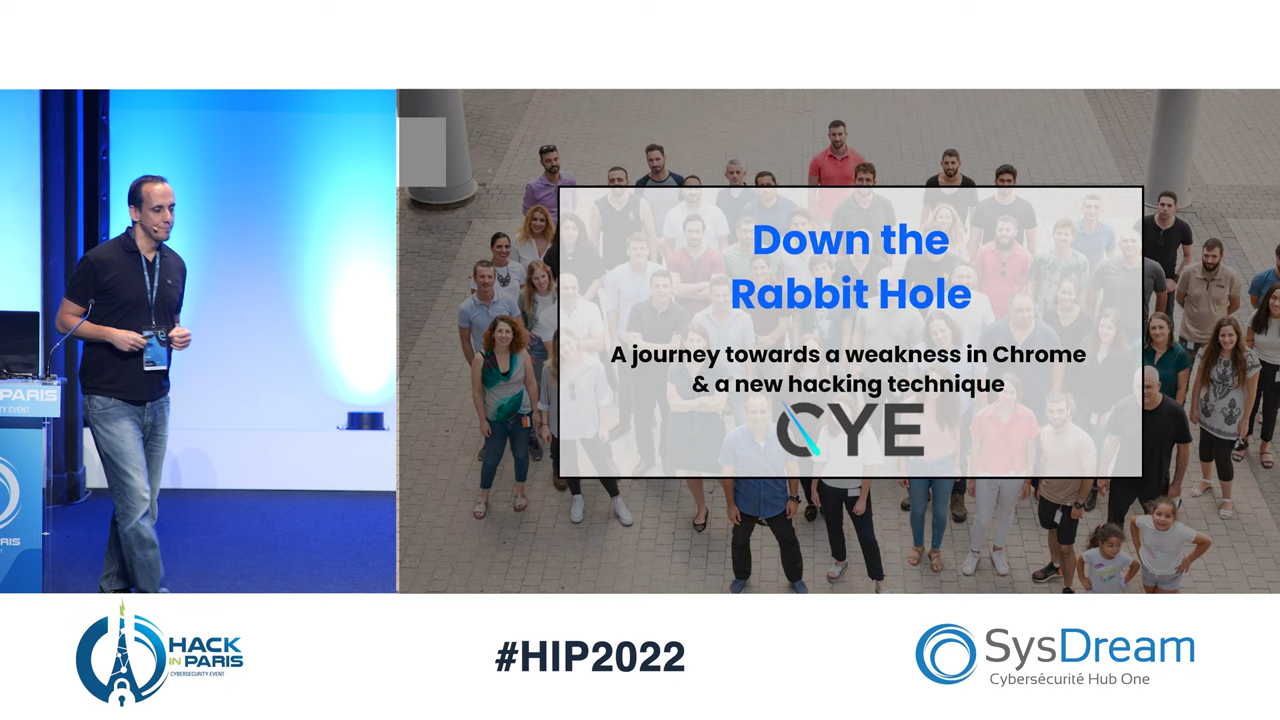 Down the
Rabbit Hole
A journey towards a weakness in Chrome
& a new hacking technique
CYE
PARIS
HACK
IN PARIS
CYBERSECURITY EVENT
#HIP2022
SysDream
Cybersécurité Hub One